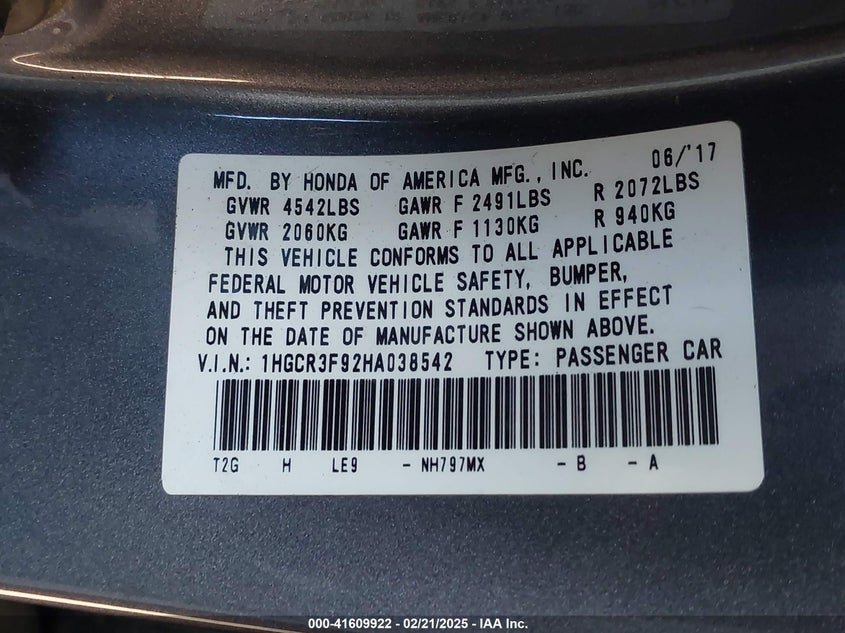 MFD. BY HONDA OF AMERICA MFG., INC. 06/'17
GVWR 4542LBS GAWR F 2491LBS R 2072LBS
GVWR 2060KG GAWR F 1130KG R 940KG
THIS VEHICLE CONFORMS TO ALL APPLICABLE
FEDERAL MOTOR VEHICLE SAFETY, BUMPER,
AND THEFT PREVENTION STANDARDS IN EFFECT
ON THE DATE OF MANUFACTURE SHOWN ABOVE.
V.I.N.: 1HGCR3F92HA038542 TYPE: PASSENGER CAR
T2G H LE9 - NH797MX - B - A
000-41609922 - 02/21/2025 - IAA Inc.